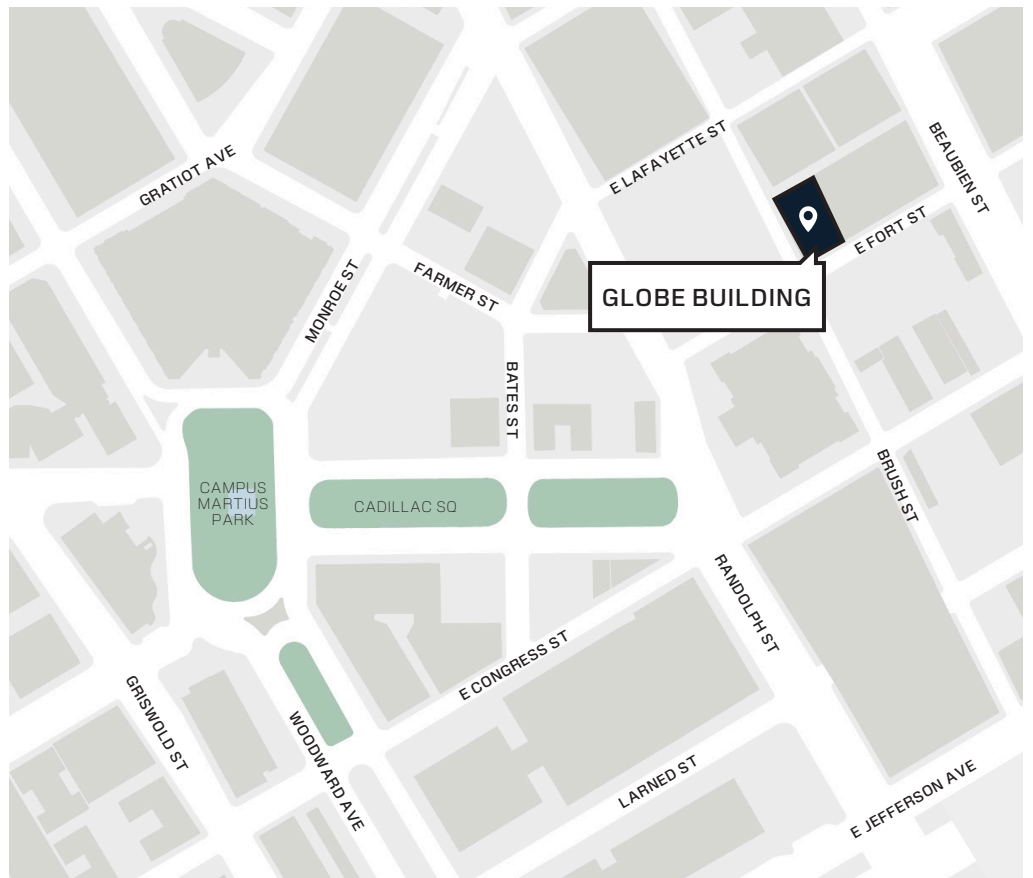 BEAUBIEN ST
E LAFAYETTE ST
GRATIOT AVE
E FORT ST
FARMER ST
MONROE ST
GLOBE BUILDING
BATES ST
CAMPUS
MARTIUS
PARK
CADILLAC SQ
BRUSH ST
RANDOLPH ST
E CONGRESS ST
GRISWOLD ST
WOODWARD AVE
LARNED ST
E JEFFERSON AVE